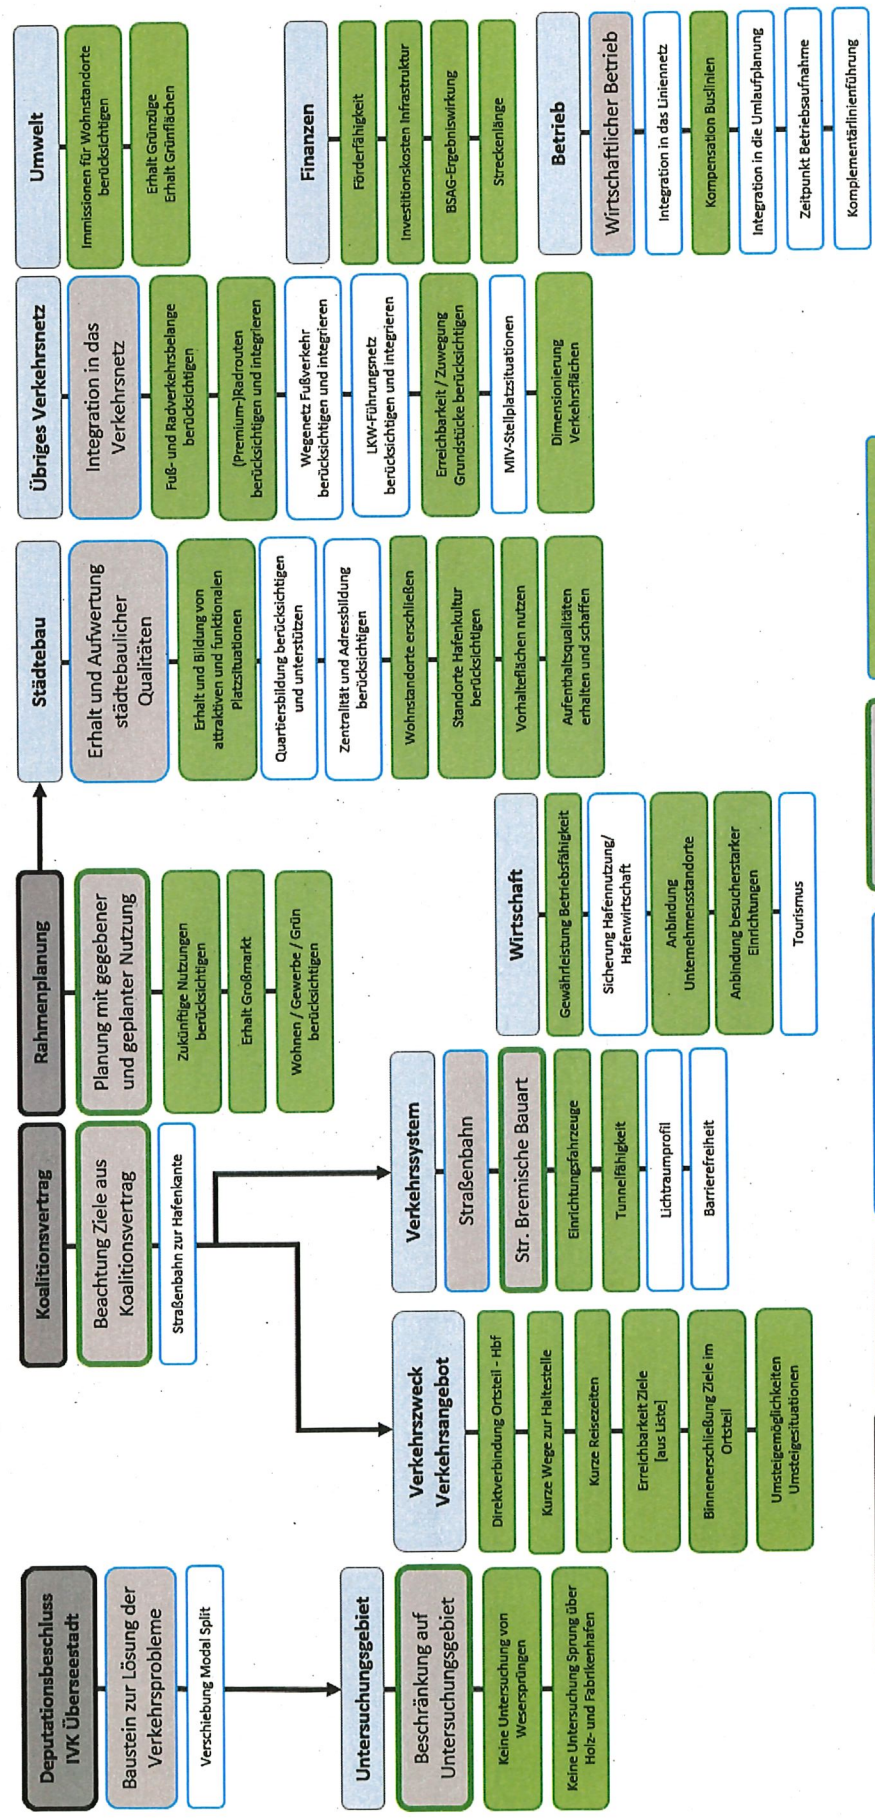 Deputationsbeschluss
IVK Überseestadt
Baustein zur Lösung der
Verkehrsprobleme
Verschiebung Modal Split
Untersuchungsgebiet
Beschränkung auf
Untersuchungsgebiet
Keine Untersuchung von
Wesersprüngen
Keine Untersuchung Sprung über
Holz- und Fabrikenhafen
Koalitionsvertrag
Beachtung Ziele aus
Koalitionsvertrag
Straßenbahn zur Hafenkante
Verkehrszweck
Verkehrsangebot
Direktverbindung Ortsteil - Hbf
Kurze Wege zur Haltestelle
Kurze Reisezeiten
Erreichbarkeit Ziele
[aus Liste]
Binnenerschließung Ziele im
Ortsteil
Umsteigemöglichkeiten
Umsteigesituationen
Verkehrssystem
Straßenbahn
Str. Bremische Bauart
Einrichtungsfahrzeuge
Tunnelfähigkeit
Lichtraumprofil
Barrierefreiheit
Rahmenplanung
Planung mit gegebener
und geplanter Nutzung
Zukünftige Nutzungen
berücksichtigen
Erhalt Großmarkt
Wohnen / Gewerbe / Grün
berücksichtigen
Wirtschaft
Gewährleistung Betriebsfähigkeit
Sicherung Hafennutzung/
Hafenwirtschaft
Anbindung
Unternehmensstandorte
Anbindung besucherstarker
Einrichtungen
Tourismus
Städtebau
Erhalt und Aufwertung
städtebaulicher
Qualitäten
Erhalt und Bildung von
attraktiven und funktionalen
Platzsituationen
Quartiersbildung berücksichtigen
und unterstützen
Zentralität und Adressbildung
berücksichtigen
Wohnstandorte erschließen
Standorte Hafenkultur
berücksichtigen
Vorhalteflächen nutzen
Aufenthaltsqualitäten
erhalten und schaffen
Übriges Verkehrsnetz
Integration in das
Verkehrsnetz
Fuß- und Radverkehrsbelange
berücksichtigen
(Premium-)Radrouten
berücksichtigen und integrieren
Wegenetz Fußverkehr
berücksichtigen und integrieren
LKW-Führungsnetz
berücksichtigen und integrieren
Erreichbarkeit / Zuwegung
Grundstücke berücksichtigen
MIV-Stellplatzsituationen
Dimensionierung
Verkehrsflächen
Umwelt
Immissionen für Wohnstandorte
berücksichtigen
Erhalt Grünzüge
Erhalt Grünflächen
Finanzen
Förderfähigkeit
Investitionskosten Infrastruktur
BSAG-Ergebniswirkung
Streckenlänge
Betrieb
Wirtschaftlicher Betrieb
Integration in das Liniennetz
Kompensation Buslinien
Integration in die Umlaufplanung
Zeitpunkt Betriebsaufnahme
Komplementärlinienführung